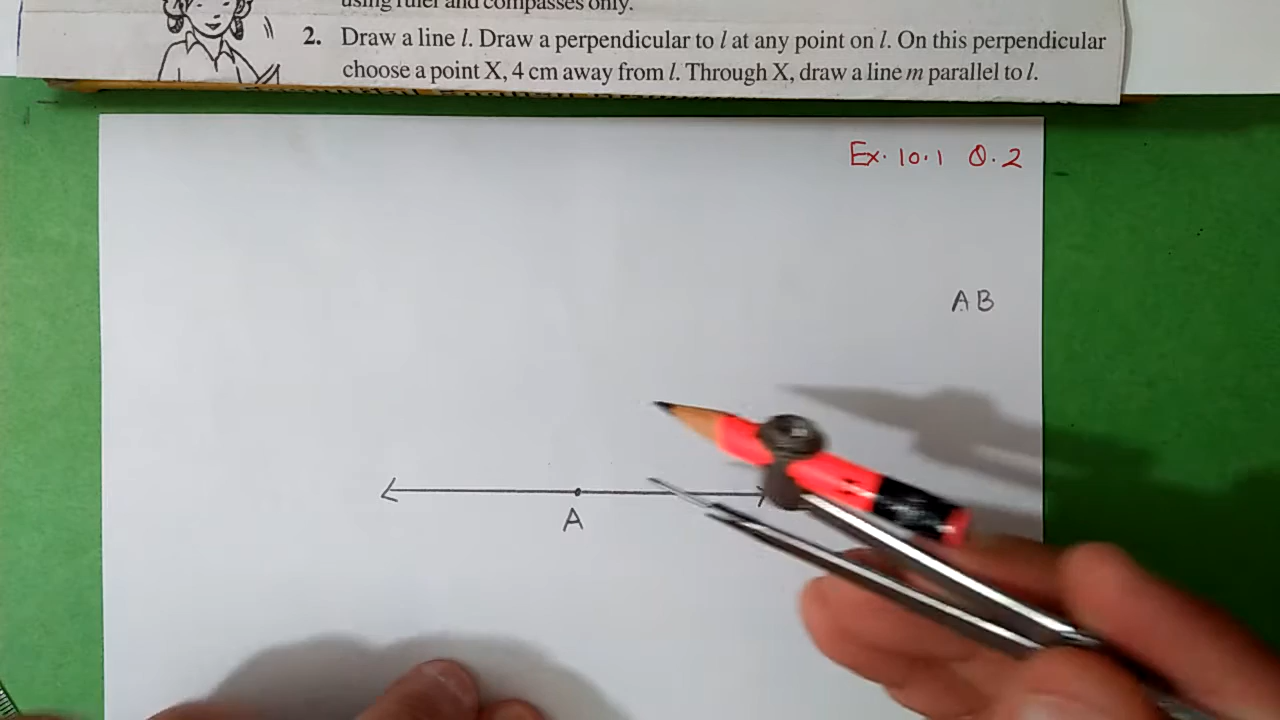 using ruler and compasses only.
2. Draw a line l. Draw a perpendicular to l at any point on l. On this perpendicular
choose a point X, 4 cm away from l. Through X, draw a line m parallel to l.
Ex. 10.1 Q.2
A B
A